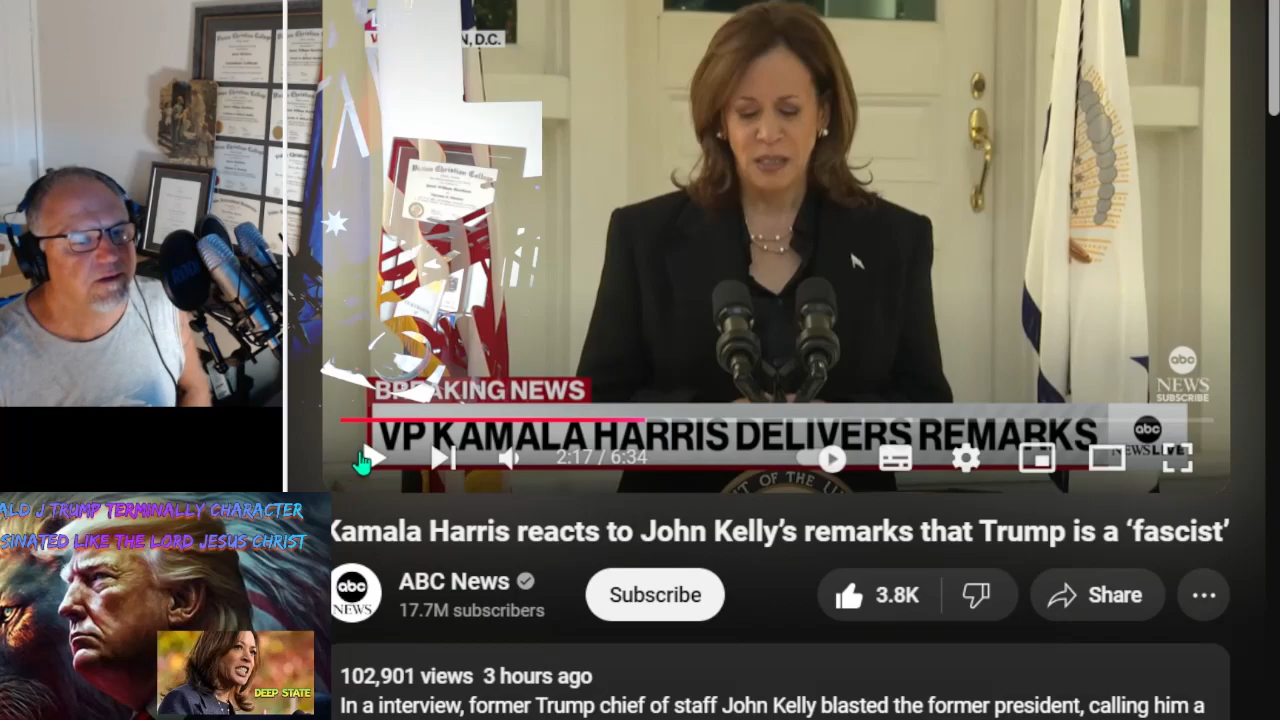 N, D.C.
BREAKING NEWS
VP KAMALA HARRIS DELIVERS REMARKS
abc
NEWS
SUBSCRIBE
abc
NEWS LIVE
2:17 / 6:34
OF THE
Kamala Harris reacts to John Kelly’s remarks that Trump is a ‘fascist’
abc
NEWS
ABC News
17.7M subscribers
Subscribe
3.8K
Share
102,901 views 3 hours ago
In a interview, former Trump chief of staff John Kelly blasted the former president, calling him a
ALD J TRUMP TERMINALLY CHARACTER
SINATED LIKE THE LORD JESUS CHRIST
DEEP STATE